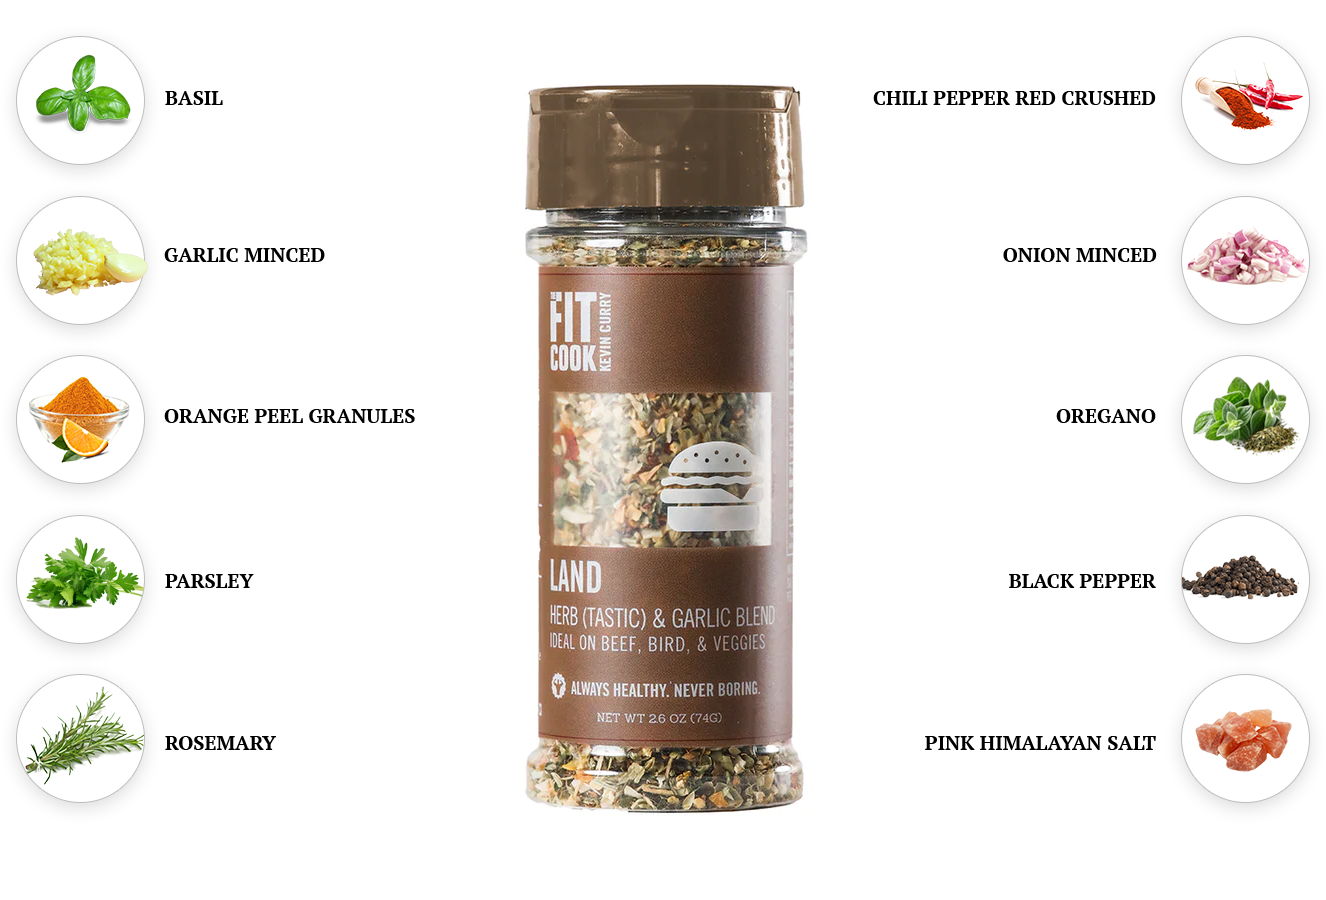 BASIL
GARLIC MINCED
ORANGE PEEL GRANULES
PARSLEY
ROSEMARY
FIT
COOK
KEVIN CURRY
LAND
HERB (TASTIC) & GARLIC BLEND
IDEAL ON BEEF, BIRD, & VEGGIES
ALWAYS HEALTHY. NEVER BORING.
NET WT 2.6 OZ (74G)
CHILI PEPPER RED CRUSHED
ONION MINCED
OREGANO
BLACK PEPPER
PINK HIMALAYAN SALT